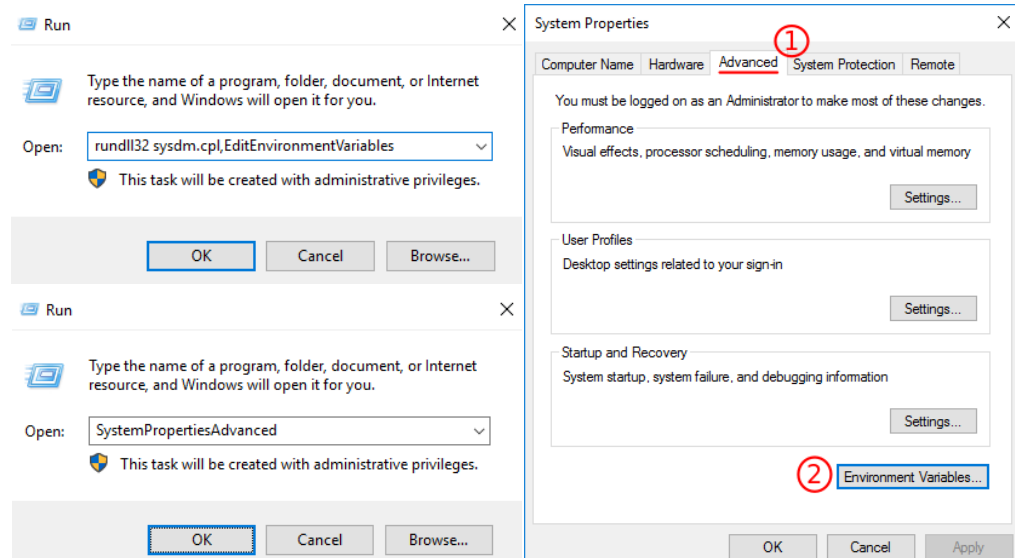 Run
Type the name of a program, folder, document, or Internet
resource, and Windows will open it for you.
Open: rundll32 sysdm.cpl,EditEnvironmentVariables
This task will be created with administrative privileges.
OK Cancel Browse...
Run
Type the name of a program, folder, document, or Internet
resource, and Windows will open it for you.
Open: SystemPropertiesAdvanced
This task will be created with administrative privileges.
OK Cancel Browse...
System Properties
1
Computer Name Hardware Advanced System Protection Remote
You must be logged on as an Administrator to make most of these changes.
Performance
Visual effects, processor scheduling, memory usage, and virtual memory
Settings...
User Profiles
Desktop settings related to your sign-in
Settings...
Startup and Recovery
System startup, system failure, and debugging information
Settings...
2 Environment Variables...
OK Cancel Apply